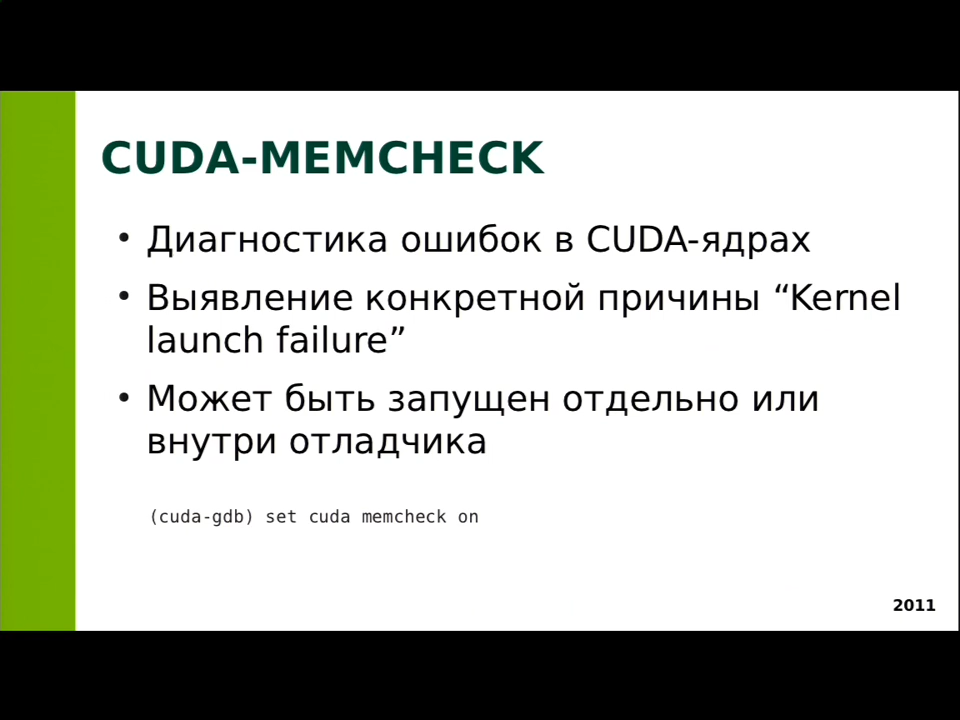 CUDA-MEMCHECK
• Диагностика ошибок в CUDA-ядрах
• Выявление конкретной причины “Kernel
launch failure”
• Может быть запущен отдельно или
внутри отладчика
(cuda-gdb) set cuda memcheck on
2011